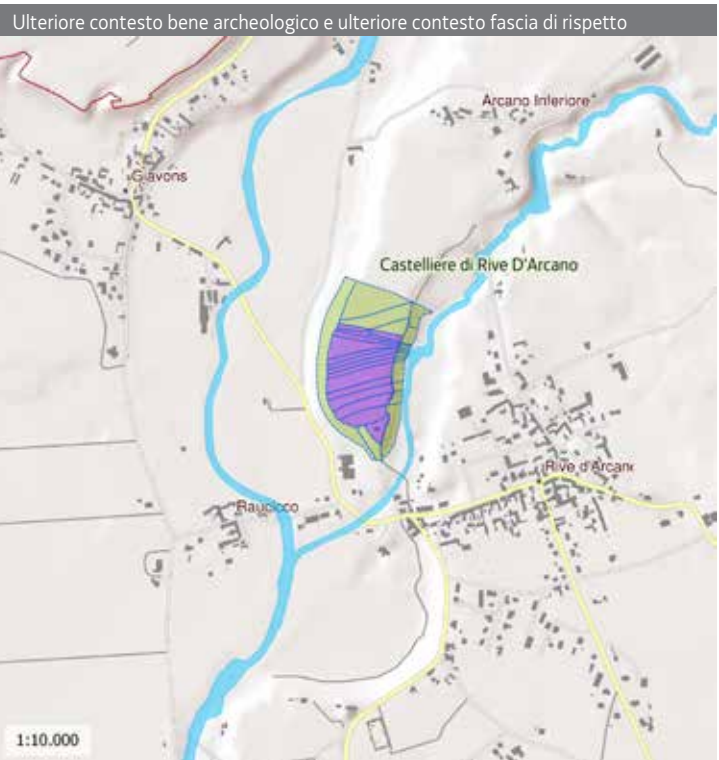 Ulteriore contesto bene archeologico e ulteriore contesto fascia di rispetto
Arcano Inferiore
Giavons
Castelliere di Rive D'Arcano
Rive d'Arcano
Raucicco
1:10.000